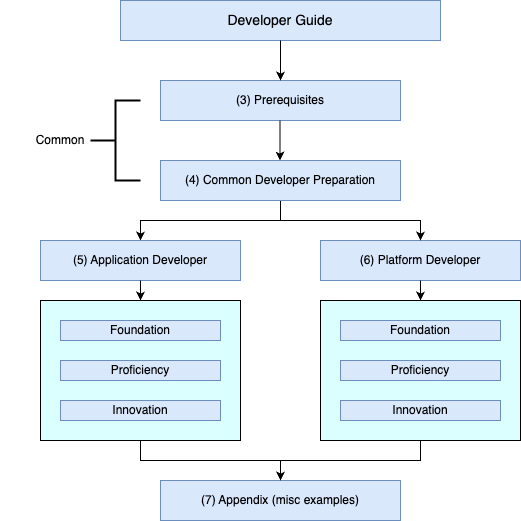 Developer Guide
(3) Prerequisites
Common
(4) Common Developer Preparation
(5) Application Developer
(6) Platform Developer
Foundation
Proficiency
Innovation
Foundation
Proficiency
Innovation
(7) Appendix (misc examples)